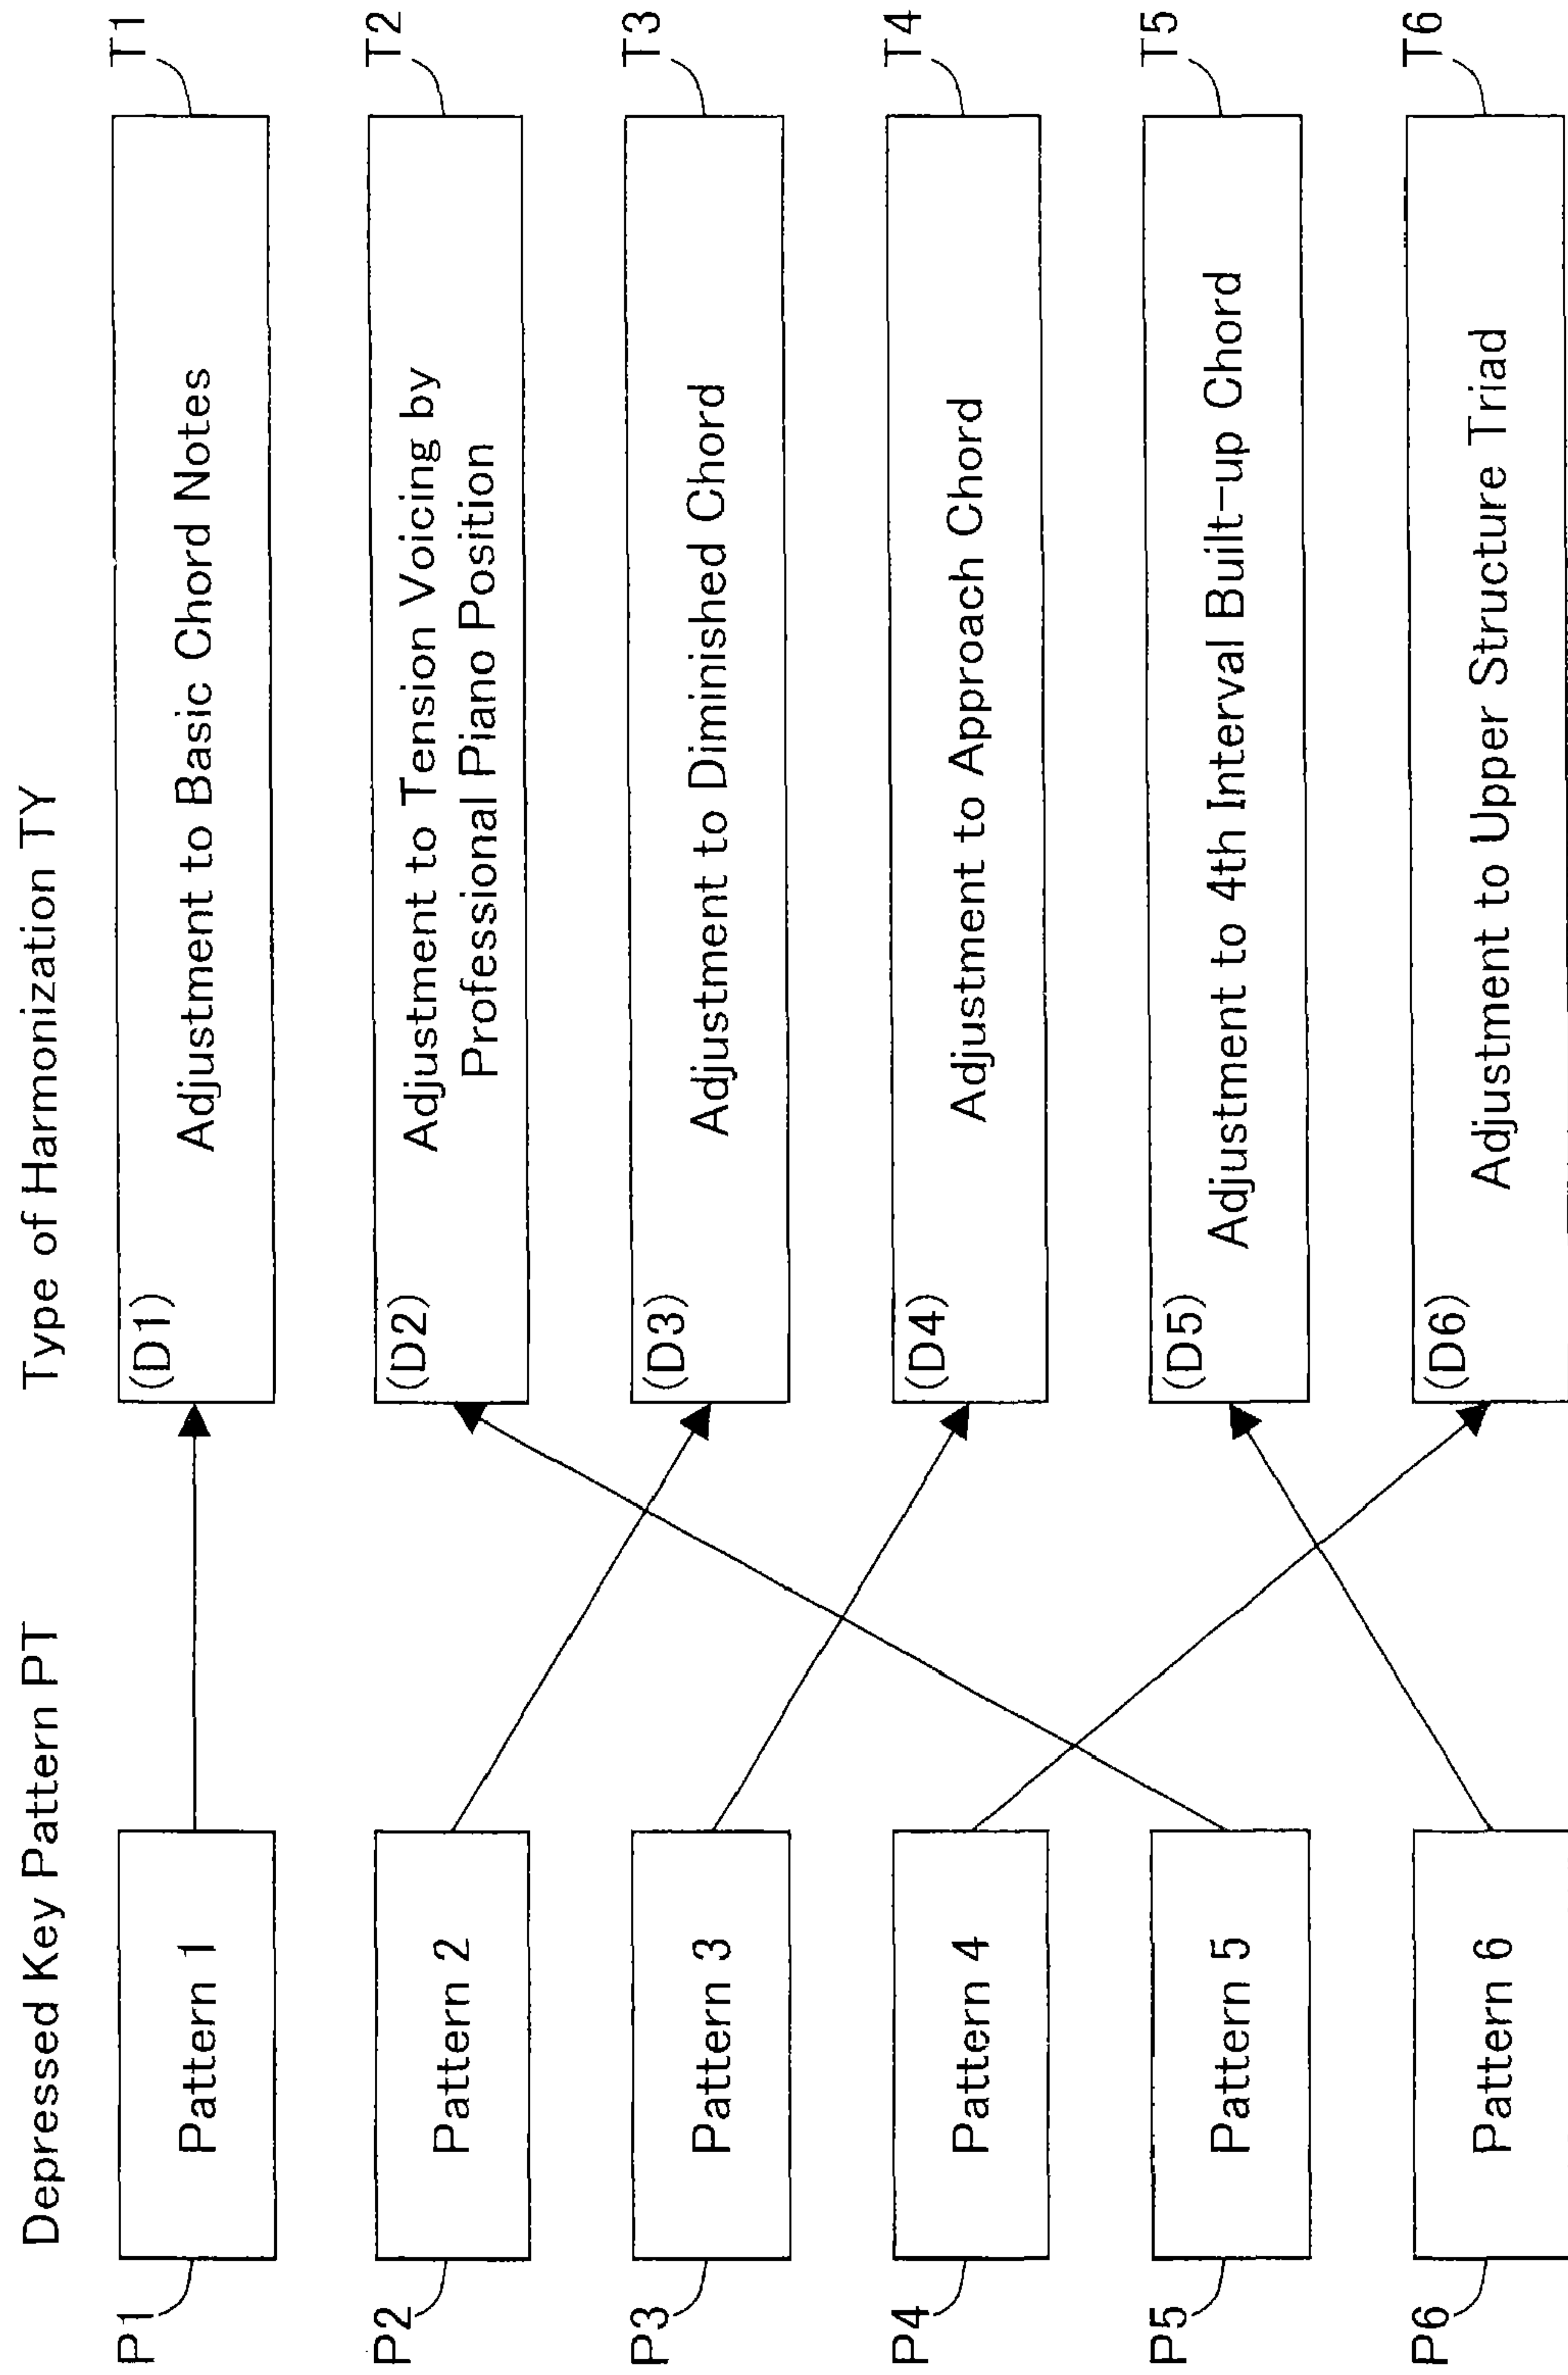 Depressed Key Pattern PT
Type of Harmonization TY
P1
Pattern 1
(D1)
Adjustment to Basic Chord Notes
T1
P2
Pattern 2
(D2)
Adjustment to Tension Voicing by
Professional Piano Position
T2
P3
Pattern 3
(D3)
Adjustment to Diminished Chord
T3
P4
Pattern 4
(D4)
Adjustment to Approach Chord
T4
P5
Pattern 5
(D5)
Adjustment to 4th Interval Built-up Chord
T5
P6
Pattern 6
(D6)
Adjustment to Upper Structure Triad
T6